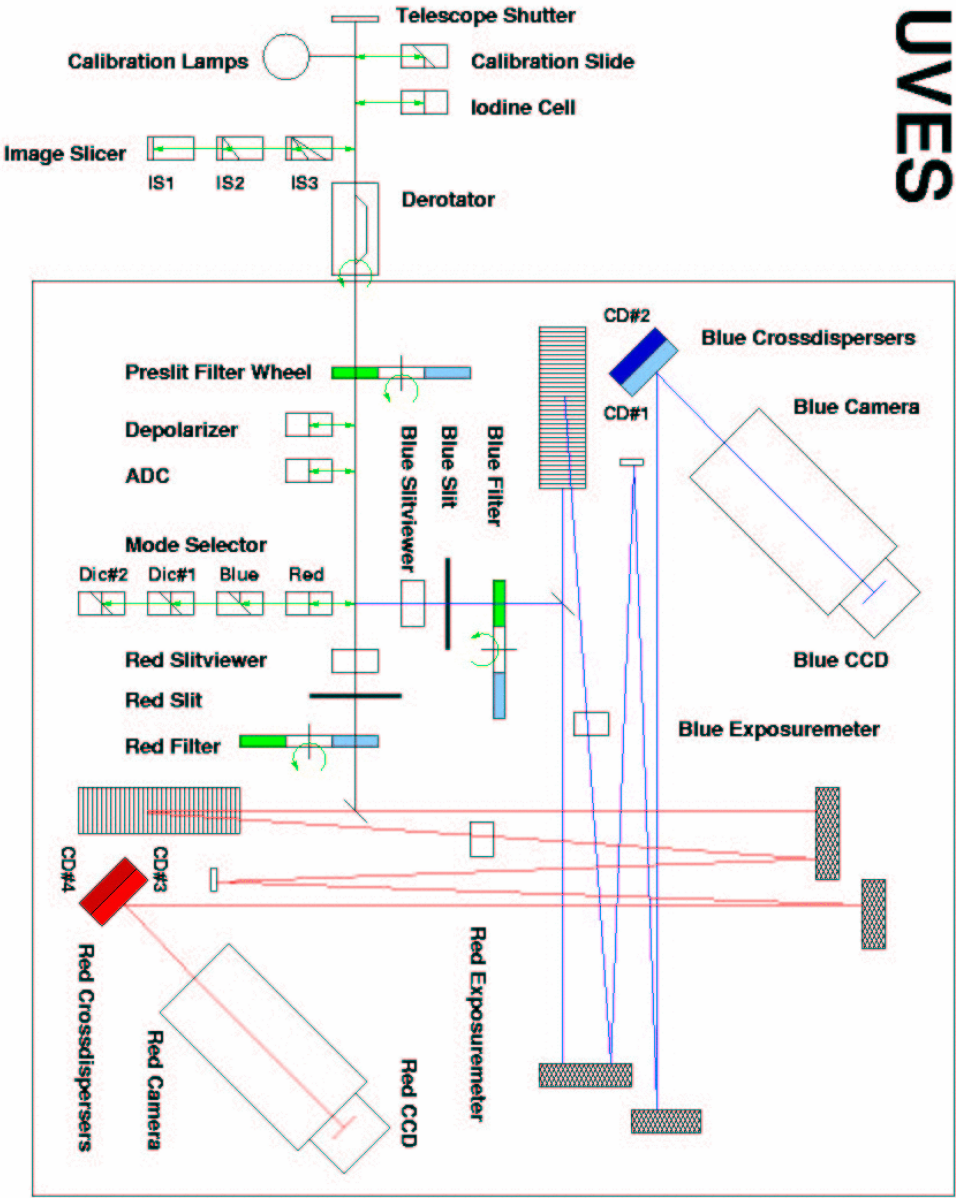 UVES
Telescope Shutter
Calibration Lamps
Calibration Slide
Iodine Cell
Image Slicer
IS1
IS2
IS3
Derotator
CD#2
Blue Crossdispersers
Preslit Filter Wheel
CD#1
Blue Camera
Depolarizer
ADC
Blue Slitviewer
Blue Slit
Blue Filter
Mode Selector
Dic#2
Dic#1
Blue
Red
Red Slitviewer
Blue CCD
Red Slit
Blue Exposuremeter
Red Filter
CD#4
CD#3
Red Crossdispersers
Red Camera
Red CCD
Red Exposuremeter